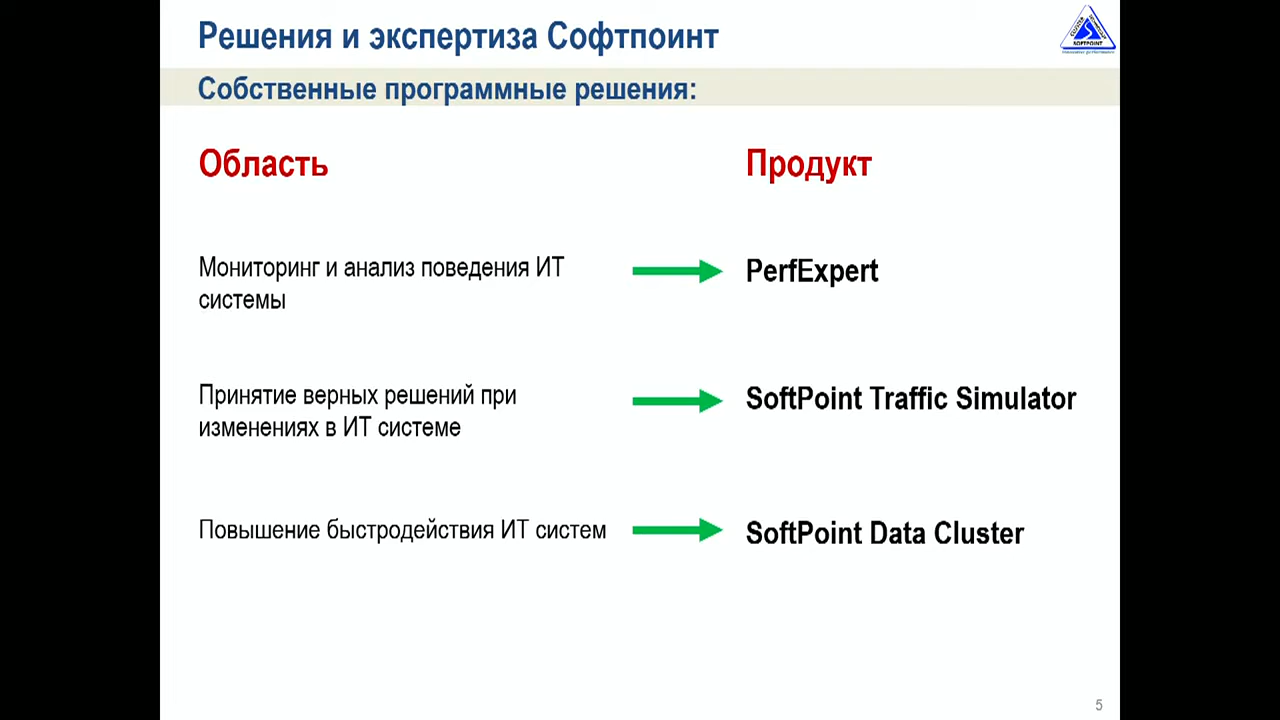 Решения и экспертиза Софтпоинт
Собственные программные решения:
Область
Продукт
Мониторинг и анализ поведения ИТ
системы
PerfExpert
Принятие верных решений при
изменениях в ИТ системе
SoftPoint Traffic Simulator
Повышение быстродействия ИТ систем
SoftPoint Data Cluster
SOFTPOINT
5